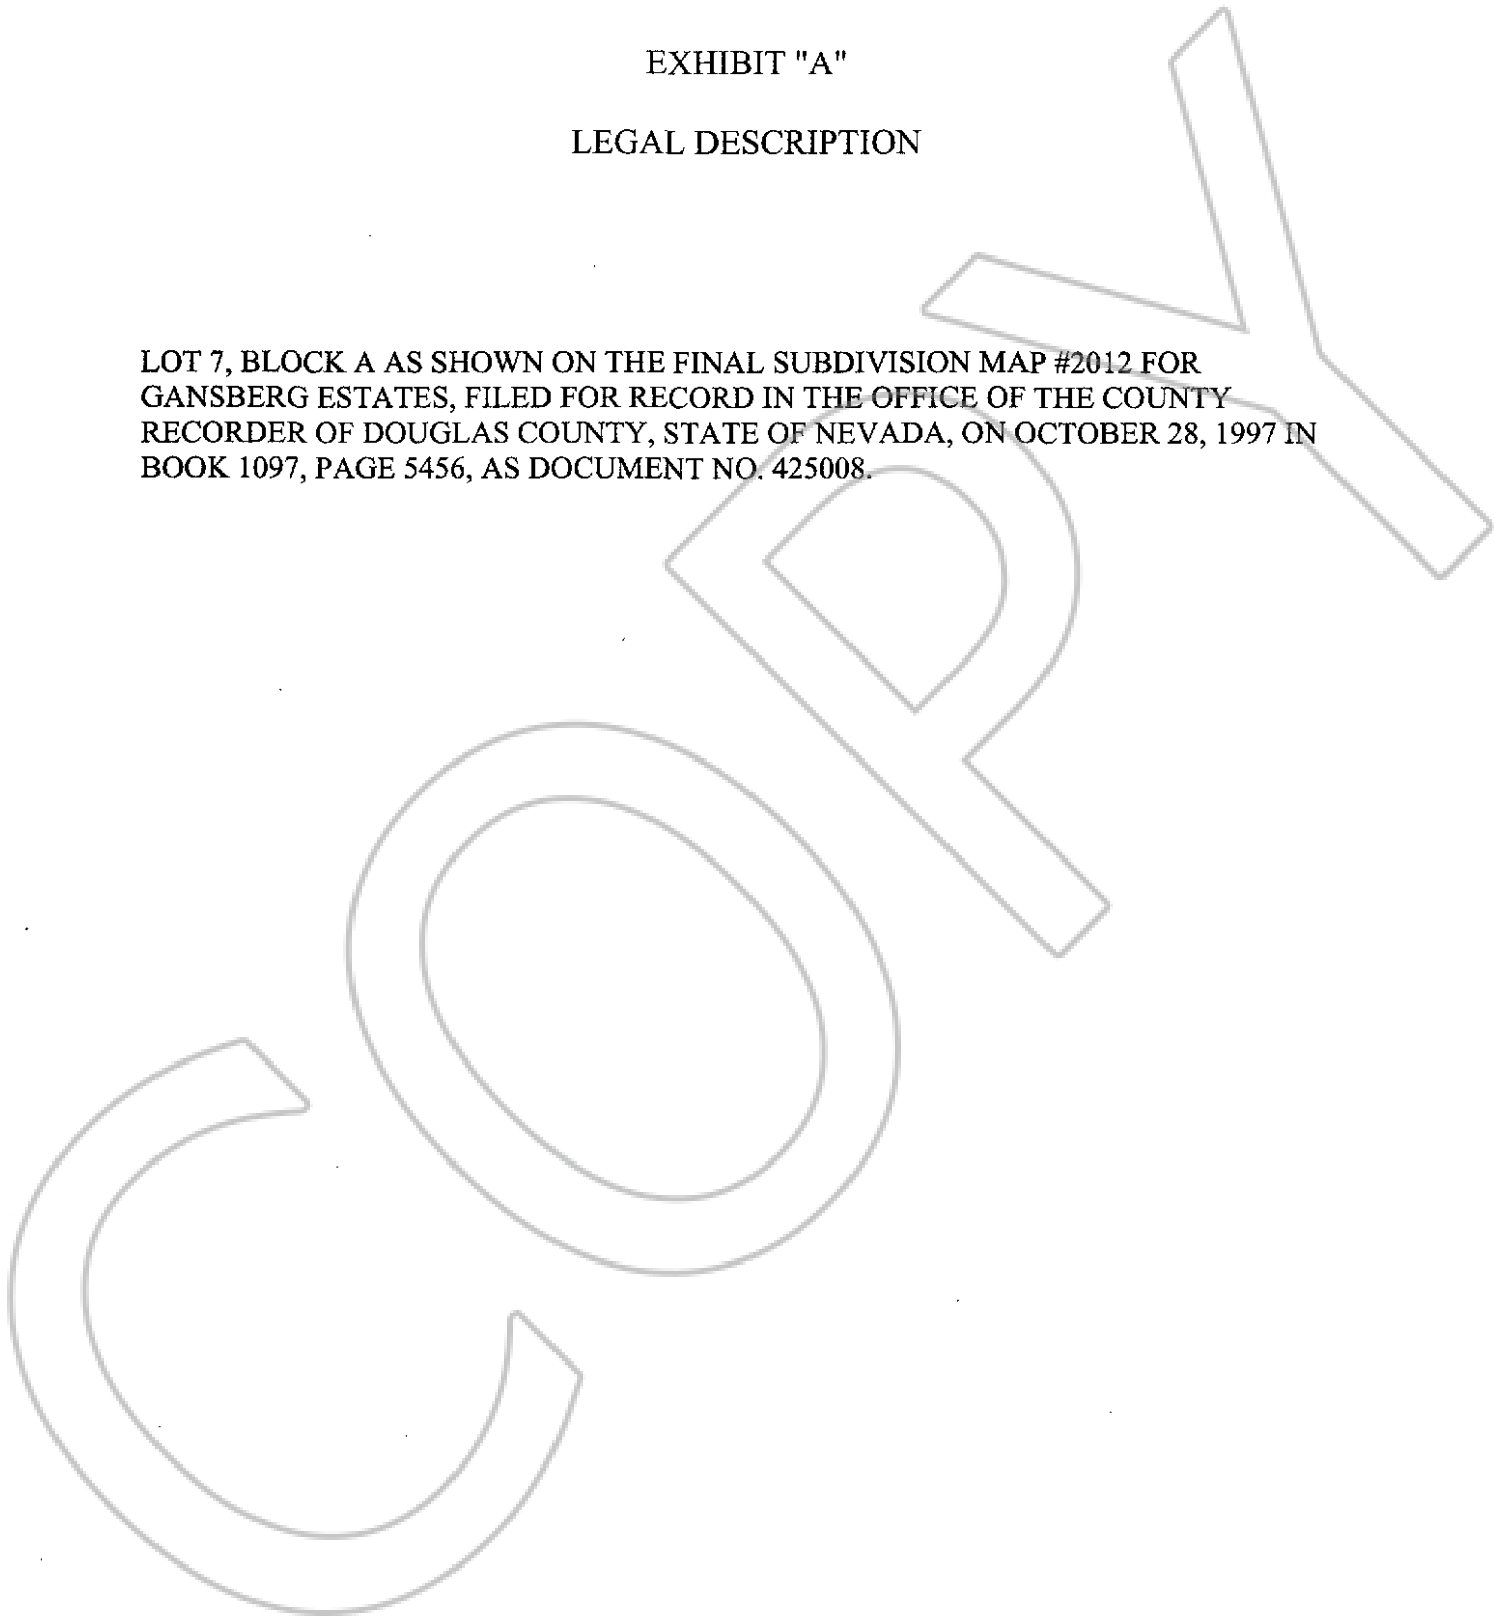 EXHIBIT "A"
LEGAL DESCRIPTION
LOT 7, BLOCK A AS SHOWN ON THE FINAL SUBDIVISION MAP #2012 FOR
GANSBERG ESTATES, FILED FOR RECORD IN THE OFFICE OF THE COUNTY
RECORDER OF DOUGLAS COUNTY, STATE OF NEVADA, ON OCTOBER 28, 1997 IN
BOOK 1097, PAGE 5456, AS DOCUMENT NO. 425008.
COPY